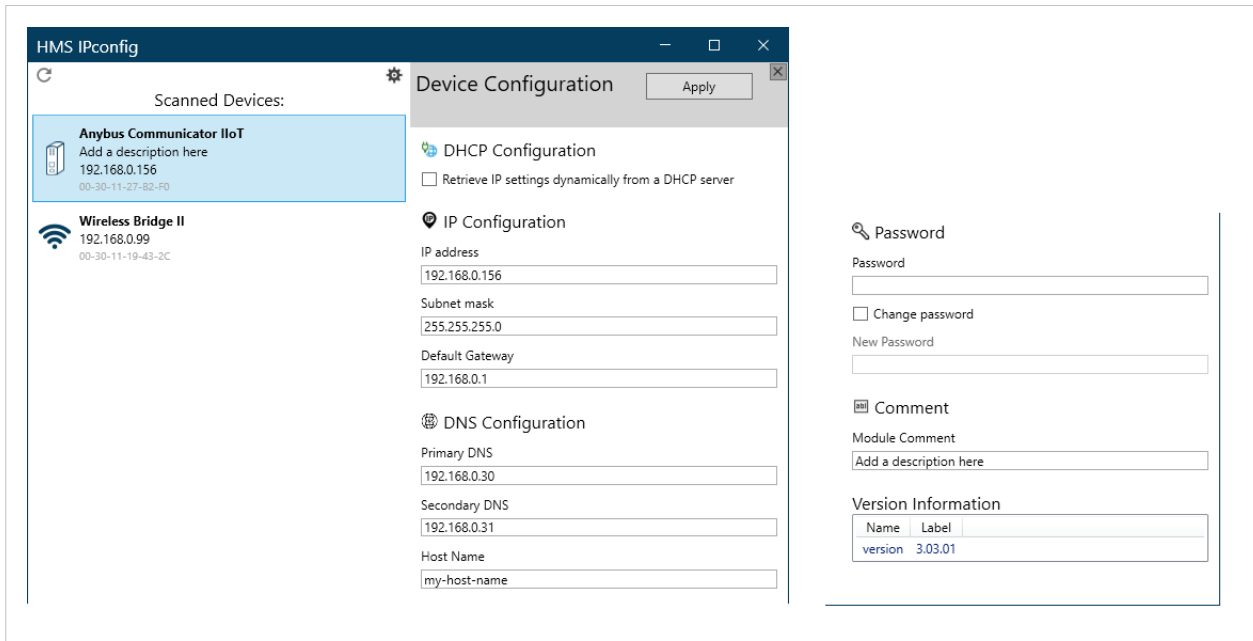 HMS IPconfig
Scanned Devices:
Anybus Communicator IIoT
Add a description here
192.168.0.156
00-30-11-27-B2-F0
Wireless Bridge II
192.168.0.99
00-30-11-19-43-2C
Device Configuration
Apply
DHCP Configuration
Retrieve IP settings dynamically from a DHCP server
IP Configuration
IP address
192.168.0.156
Subnet mask
255.255.255.0
Default Gateway
192.168.0.1
DNS Configuration
Primary DNS
192.168.0.30
Secondary DNS
192.168.0.31
Host Name
my-host-name
Password
Password
Change password
New Password
Comment
Module Comment
Add a description here
Version Information
Name Label
version 3.03.01